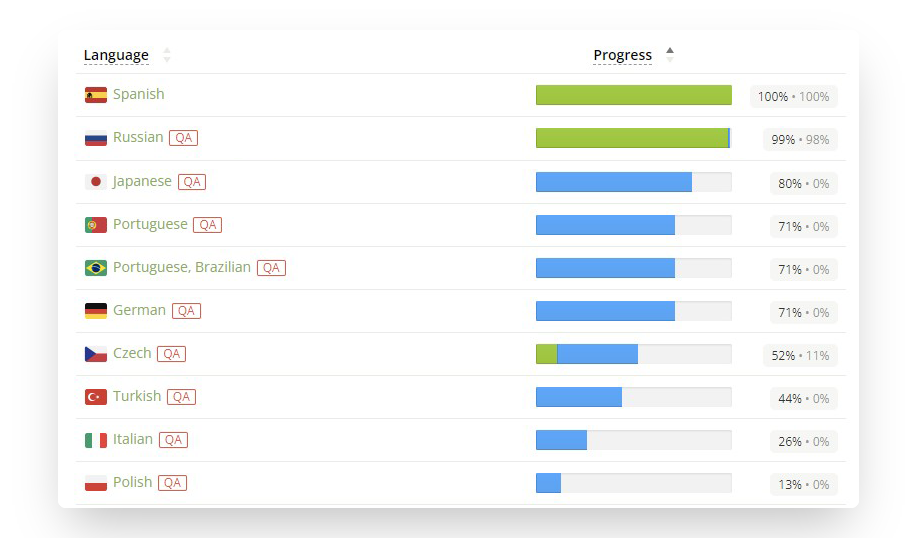 Language Progress
Spanish 100% • 100%
Russian QA 99% • 98%
Japanese QA 80% • 0%
Portuguese QA 71% • 0%
Portuguese, Brazilian QA 71% • 0%
German QA 71% • 0%
Czech QA 52% • 11%
Turkish QA 44% • 0%
Italian QA 26% • 0%
Polish QA 13% • 0%